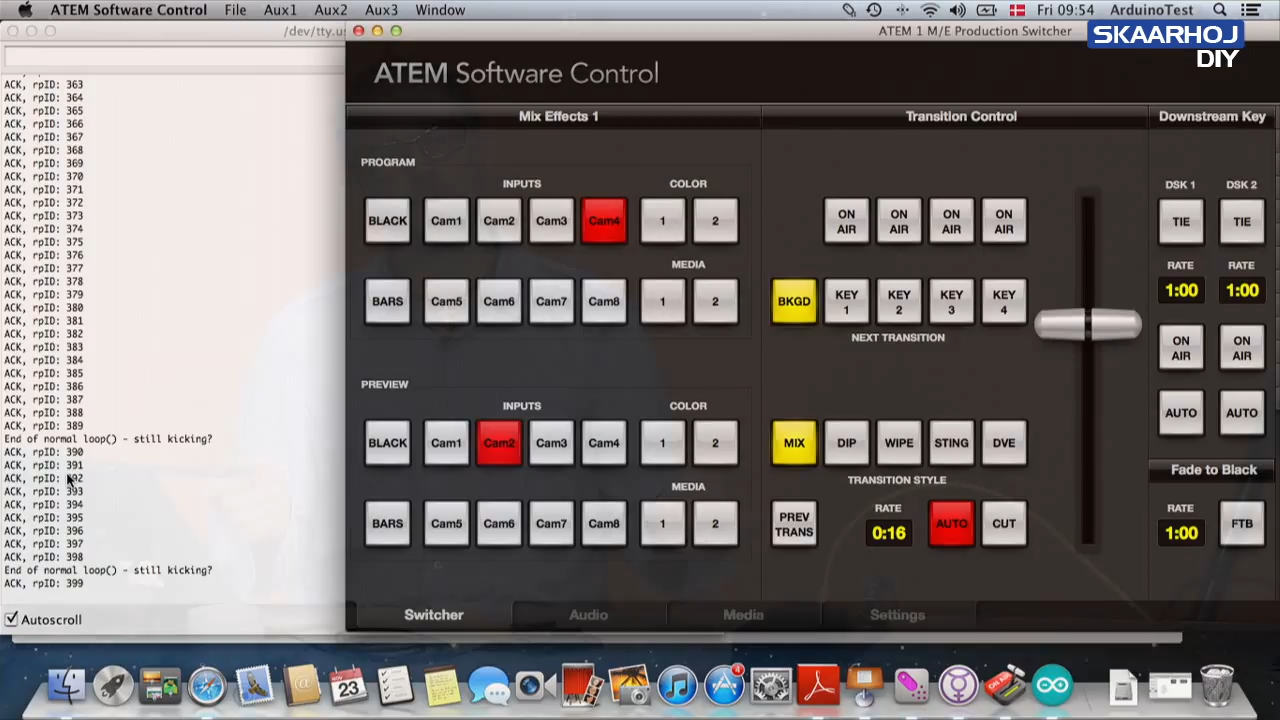 ATEM Software Control File Aux1 Aux2 Aux3 Window Fri 09:54 ArduinoTest
/dev/tty.us
ATEM 1 M/E Production Switcher
SKAARHOJ
DIY
ATEM Software Control
ACK, rpID: 363
ACK, rpID: 364
ACK, rpID: 365
ACK, rpID: 366
ACK, rpID: 367
ACK, rpID: 368
ACK, rpID: 369
ACK, rpID: 370
ACK, rpID: 371
ACK, rpID: 372
ACK, rpID: 373
ACK, rpID: 374
ACK, rpID: 375
ACK, rpID: 376
ACK, rpID: 377
ACK, rpID: 378
ACK, rpID: 379
ACK, rpID: 380
ACK, rpID: 381
ACK, rpID: 382
ACK, rpID: 383
ACK, rpID: 384
ACK, rpID: 385
ACK, rpID: 386
ACK, rpID: 387
ACK, rpID: 388
ACK, rpID: 389
End of normal loop() - still kicking?
ACK, rpID: 390
ACK, rpID: 391
ACK, rpID: 392
ACK, rpID: 393
ACK, rpID: 394
ACK, rpID: 395
ACK, rpID: 396
ACK, rpID: 397
ACK, rpID: 398
End of normal loop() - still kicking?
ACK, rpID: 399
Autoscroll
Mix Effects 1
PROGRAM
INPUTS COLOR
BLACK Cam1 Cam2 Cam3 Cam4 1 2
MEDIA
BARS Cam5 Cam6 Cam7 Cam8 1 2
PREVIEW
INPUTS COLOR
BLACK Cam1 Cam2 Cam3 Cam4 1 2
MEDIA
BARS Cam5 Cam6 Cam7 Cam8 1 2
Transition Control
ON AIR ON AIR ON AIR ON AIR
BKGD KEY 1 KEY 2 KEY 3 KEY 4
NEXT TRANSITION
MIX DIP WIPE STING DVE
TRANSITION STYLE
PREV TRANS RATE 0:16 AUTO CUT
Downstream Key
DSK 1 DSK 2
TIE TIE
RATE RATE
1:00 1:00
ON AIR ON AIR
AUTO AUTO
Fade to Black
RATE
1:00 FTB
Switcher Audio Media Settings
NOV
23
4
ON AIR